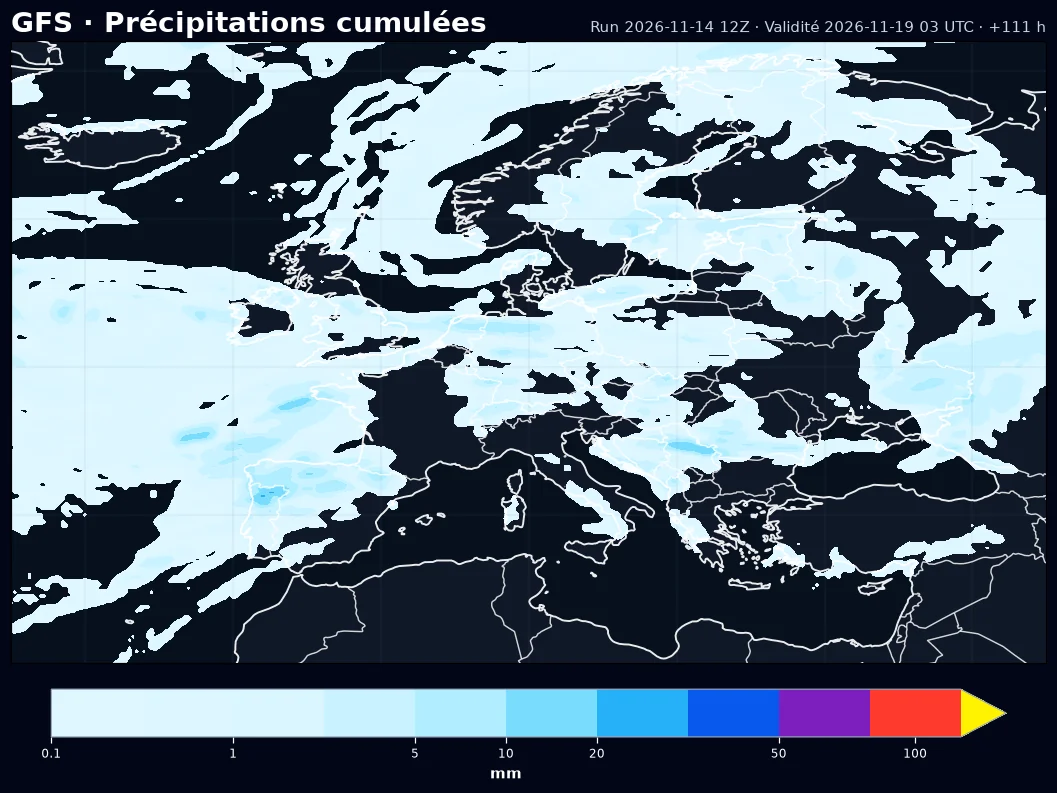 GFS · Précipitations cumulées
Run 2026-11-14 12Z · Validité 2026-11-19 03 UTC · +111 h
0.1 1 5 10 20 50 100
mm